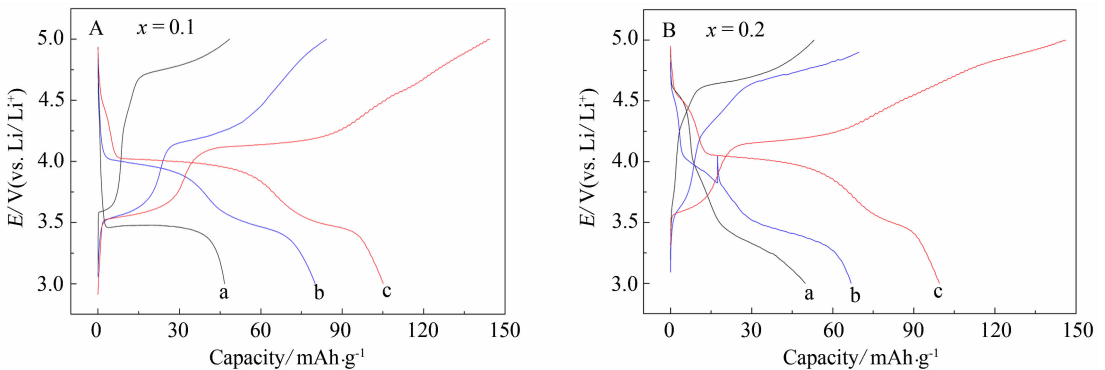 A x = 0.1
5.0
4.5
4.0
3.5
3.0
E/ V(vs. Li/ Li⁺)
a b c
0 30 60 90 120 150
Capacity/ mAh·g⁻¹
B x = 0.2
5.0
4.5
4.0
3.5
3.0
E/ V(vs. Li/ Li⁺)
a b c
0 30 60 90 120 150
Capacity/ mAh·g⁻¹